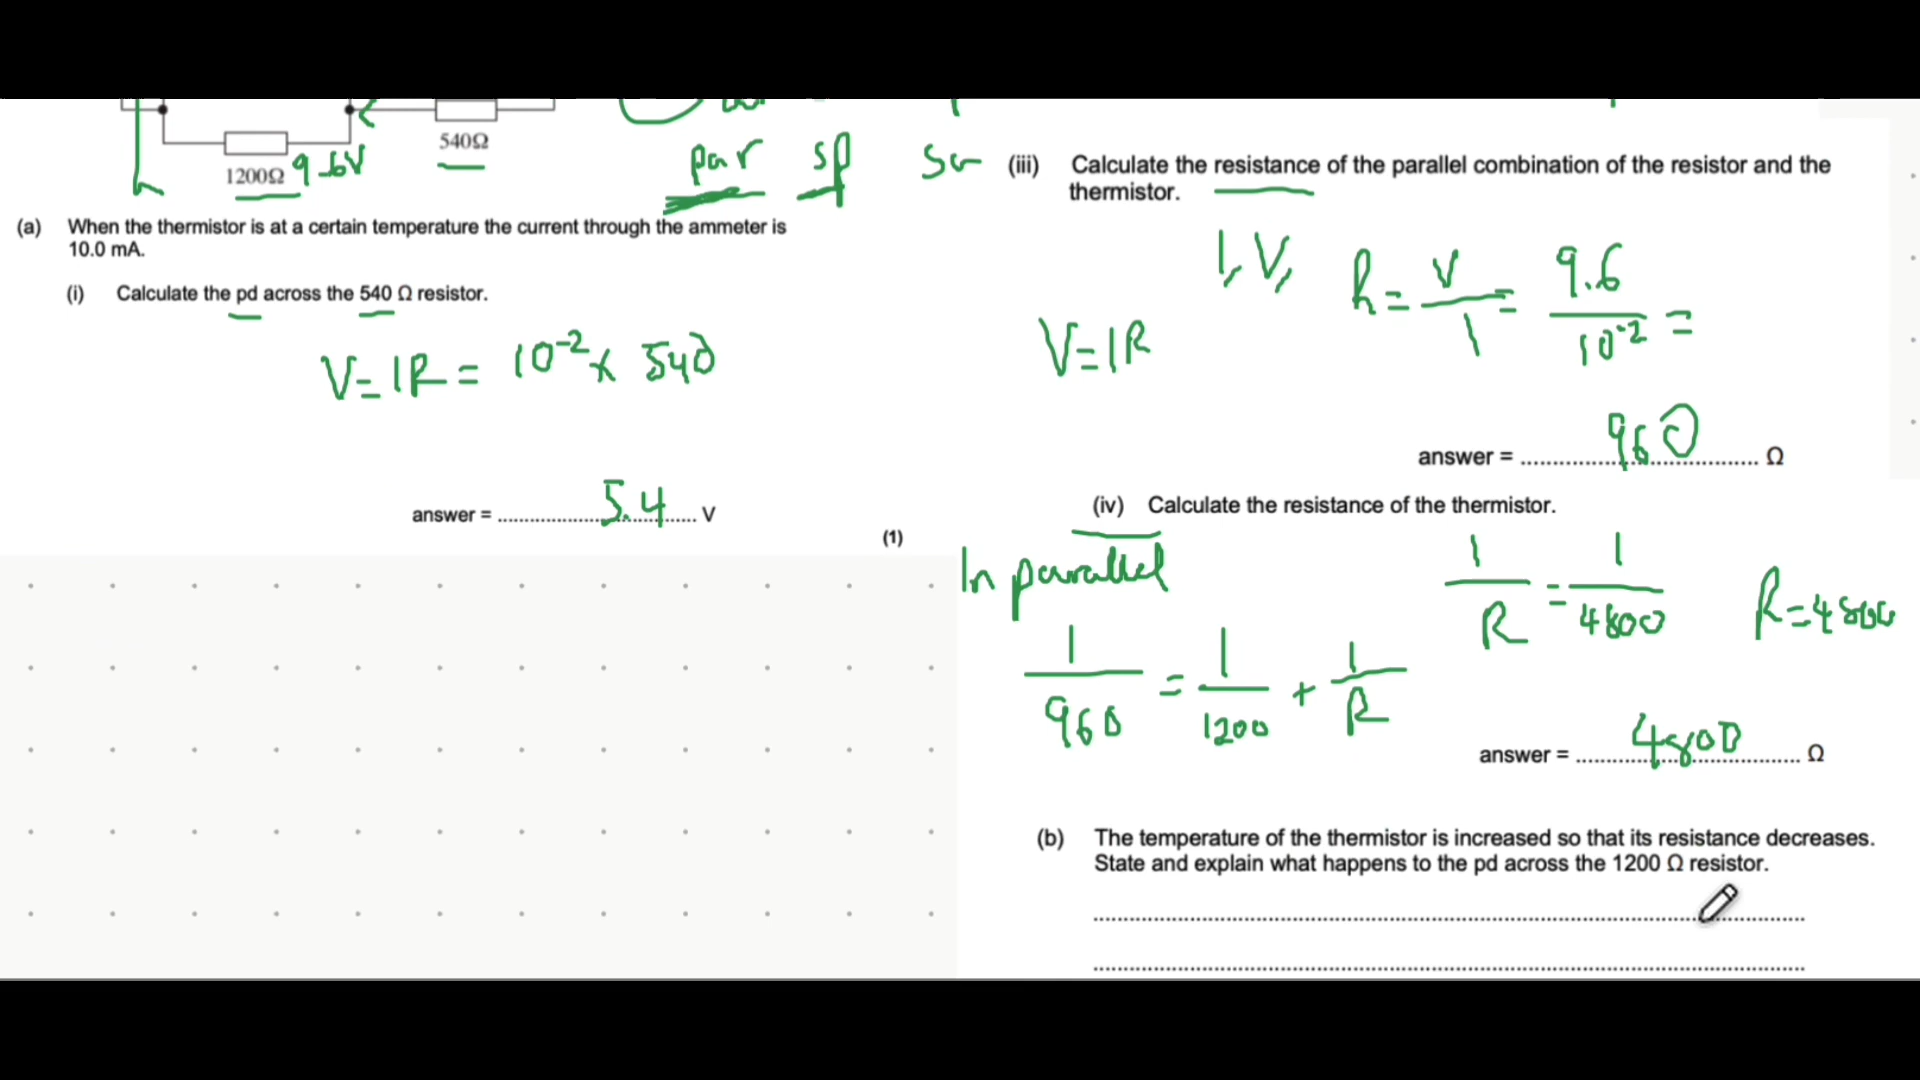 540Ω
1200Ω 9.6V
par sp
(a) When the thermistor is at a certain temperature the current through the ammeter is
10.0 mA.
(i) Calculate the pd across the 540 Ω resistor.
V=IR= 10⁻² x 540
answer = 5.4 V
(1)
(iii) Calculate the resistance of the parallel combination of the resistor and the
thermistor.
I, V, R = V/I = 9.6/10⁻² =
V=IR
answer = 960 Ω
(iv) Calculate the resistance of the thermistor.
In parallel
1/R = 1/4800 R=4800
1/960 = 1/1200 + 1/R
answer = 4800 Ω
(b) The temperature of the thermistor is increased so that its resistance decreases.
State and explain what happens to the pd across the 1200 Ω resistor.